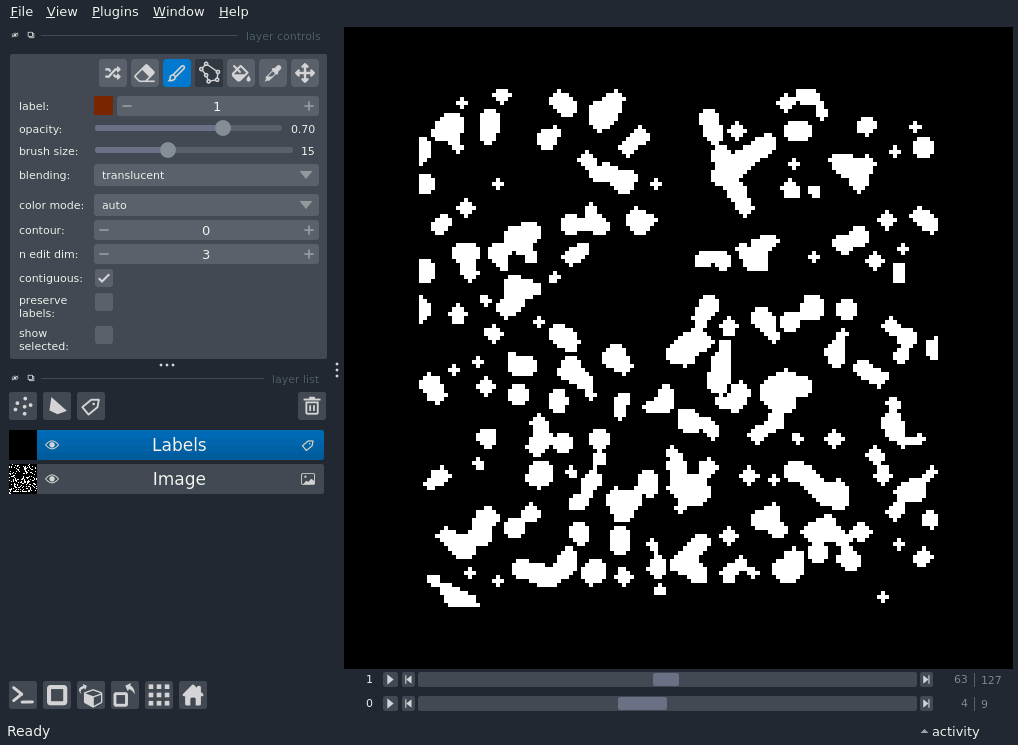 File View Plugins Window Help
layer controls
label: 1
opacity: 0.70
brush size: 15
blending: translucent
color mode: auto
contour: 0
n edit dim: 3
contiguous:
preserve
labels:
show
selected:
layer list
Labels
Image
1 63 127
0 4 9
Ready activity